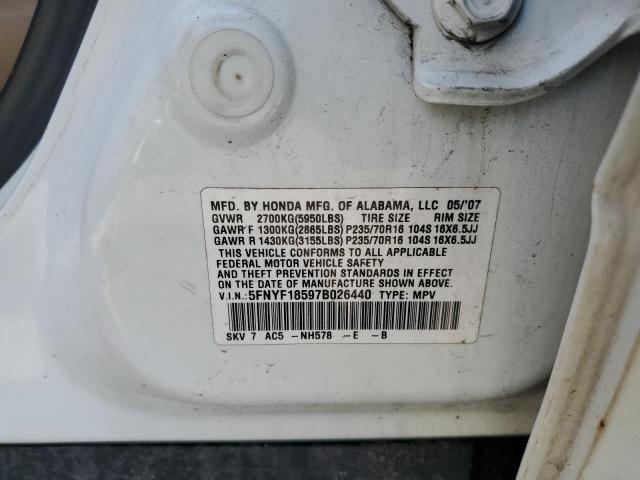 MFD. BY HONDA MFG. OF ALABAMA, LLC 05/'07
GVWR 2700KG(5950LBS) TIRE SIZE RIM SIZE
GAWR F 1300KG(2865LBS) P235/70R16 104S 16X6.5JJ
GAWR R 1430KG(3155LBS) P235/70R16 104S 16X6.5JJ
THIS VEHICLE CONFORMS TO ALL APPLICABLE
FEDERAL MOTOR VEHICLE SAFETY
AND THEFT PREVENTION STANDARDS IN EFFECT
ON THE DATE OF MANUFACTURE SHOWN ABOVE.
V.I.N.: 5FNYF18597B026440 TYPE: MPV
SKV 7 AC5 -NH578 -E -B